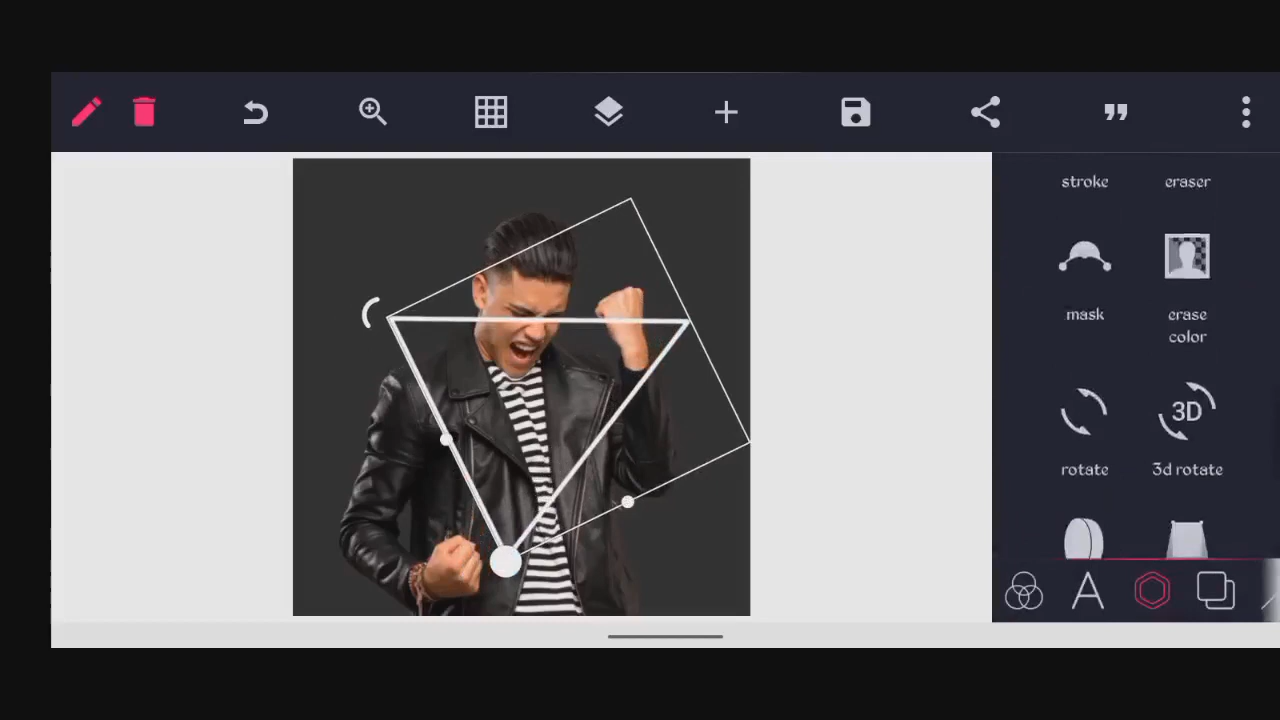 stroke
eraser
mask
erase
color
rotate
3D
3d rotate
A